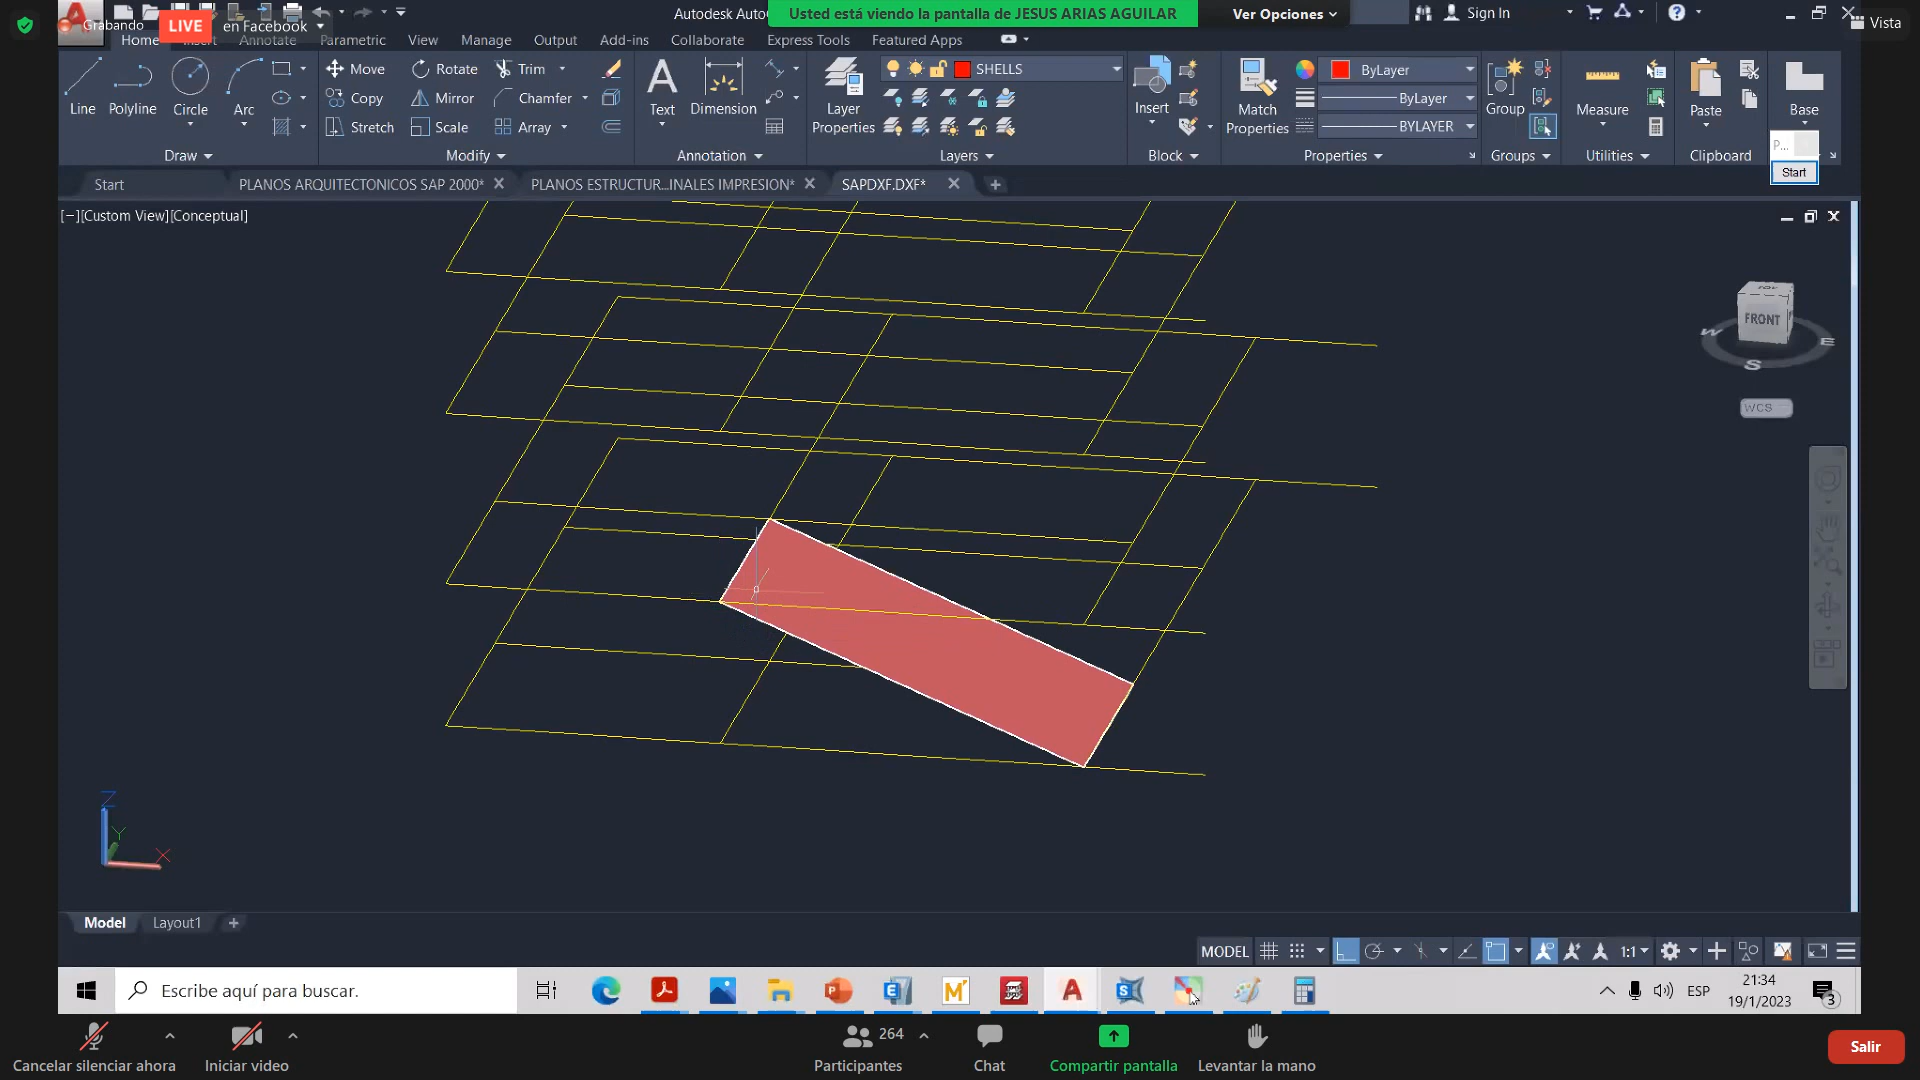 Grabando
LIVE
en Facebook
Autodesk Auto
Usted está viendo la pantalla de JESUS ARIAS AGUILAR
Ver Opciones
Sign In
Vista
Home
Insert
Annotate
Parametric
View
Manage
Output
Add-ins
Collaborate
Express Tools
Featured Apps
Line
Polyline
Circle
Arc
Draw
Move
Rotate
Trim
Copy
Mirror
Chamfer
Stretch
Scale
Array
Modify
Text
Dimension
Annotation
Layer
Properties
SHELLS
Layers
Insert
Block
Match
Properties
ByLayer
ByLayer
BYLAYER
Properties
Group
Groups
Measure
Utilities
Paste
Clipboard
Base
P...
Start
Start
PLANOS ARQUITECTONICOS SAP 2000*
PLANOS ESTRUCTUR...INALES IMPRESION*
SAPDXF.DXF*
[−][Custom View][Conceptual]
TOP
FRONT
W
S
E
WCS
Z
Y
X
Model
Layout1
MODEL
1:1
Escribe aquí para buscar.
ESP
21:34
19/1/2023
3
Cancelar silenciar ahora
Iniciar video
264
Participantes
Chat
Compartir pantalla
Levantar la mano
Salir